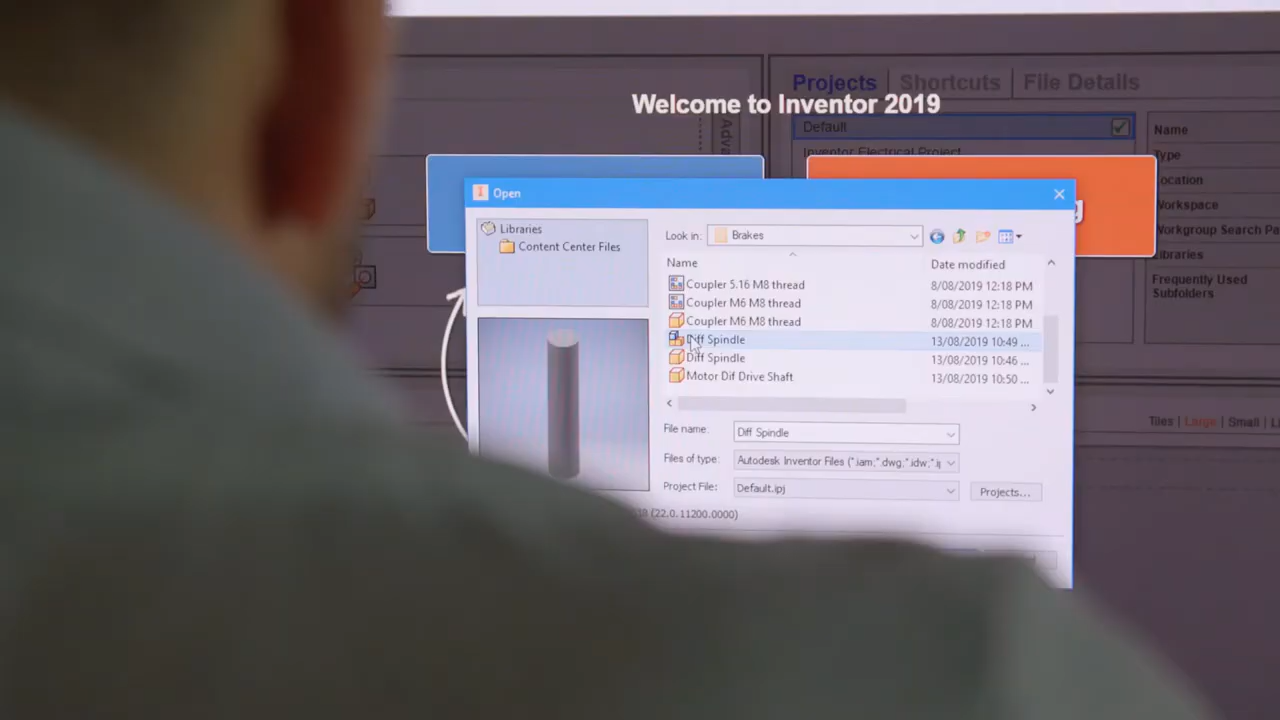 Projects
Shortcuts
File Details
Welcome to Inventor 2019
Default
Inventor Electrical Project
Name
Type
Location
Workspace
Workgroup Search Pa
Libraries
Frequently Used
Subfolders
Open
Libraries
Content Center Files
Look in:
Brakes
Name
Date modified
Coupler 5.16 M8 thread
8/08/2019 12:18 PM
Coupler M6 M8 thread
8/08/2019 12:18 PM
Coupler M6 M8 thread
8/08/2019 12:18 PM
Diff Spindle
13/08/2019 10:49 ...
Diff Spindle
13/08/2019 10:46 ...
Motor Dif Drive Shaft
13/08/2019 10:50 ...
File name:
Diff Spindle
Files of type:
Autodesk Inventor Files (*.iam;*.dwg;*.idw;*.i
Project File:
Default.ipj
Projects...
(22.0.11200.0000)
Tiles | Large | Small |